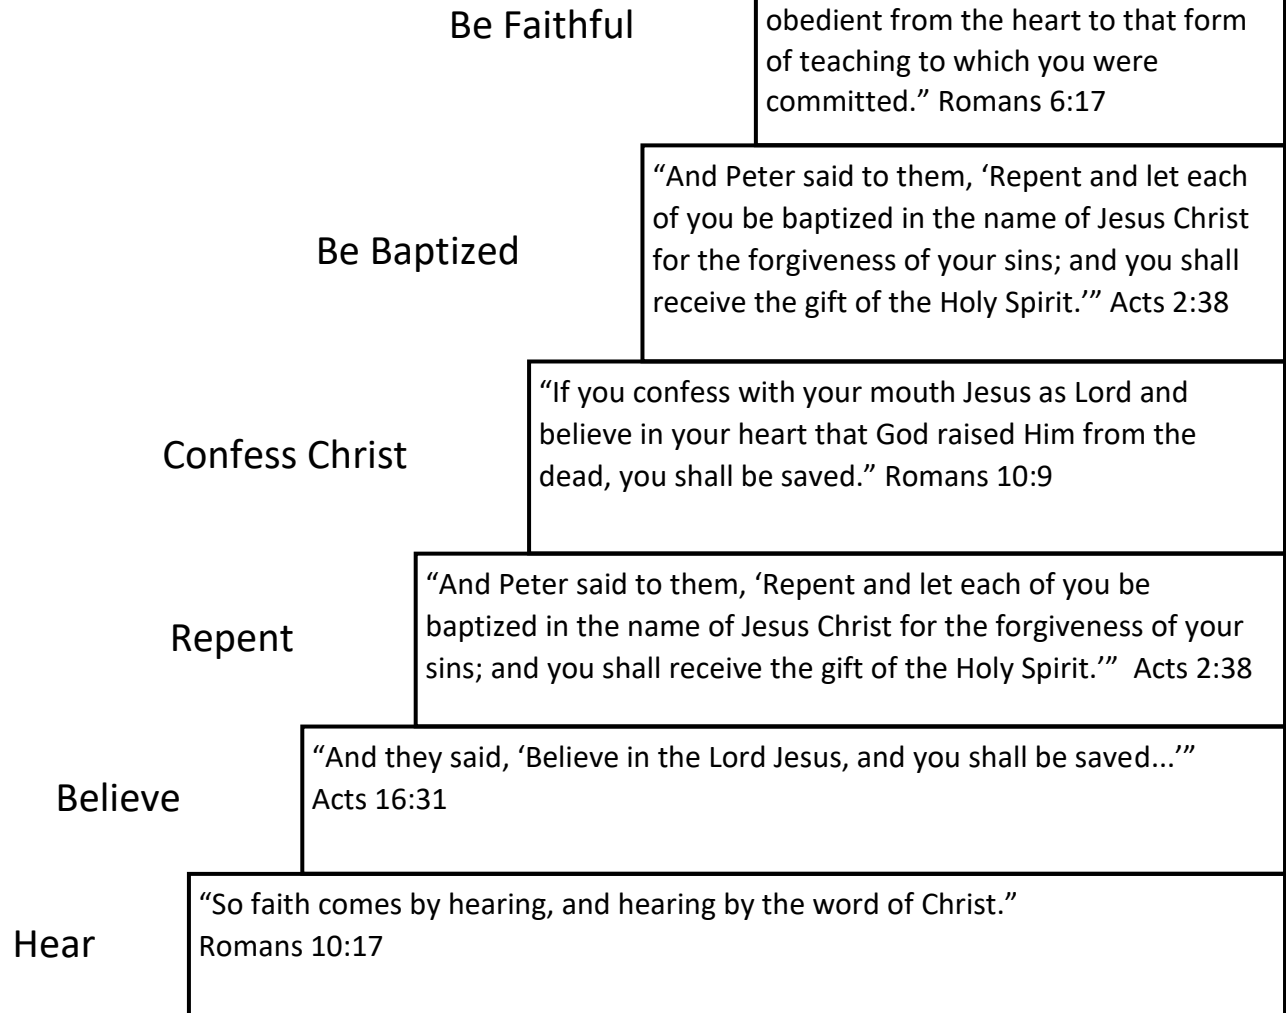 Be Faithful
obedient from the heart to that form
of teaching to which you were
committed.” Romans 6:17
Be Baptized
“And Peter said to them, ‘Repent and let each
of you be baptized in the name of Jesus Christ
for the forgiveness of your sins; and you shall
receive the gift of the Holy Spirit.’” Acts 2:38
Confess Christ
“If you confess with your mouth Jesus as Lord and
believe in your heart that God raised Him from the
dead, you shall be saved.” Romans 10:9
Repent
“And Peter said to them, ‘Repent and let each of you be
baptized in the name of Jesus Christ for the forgiveness of your
sins; and you shall receive the gift of the Holy Spirit.’”  Acts 2:38
Believe
“And they said, ‘Believe in the Lord Jesus, and you shall be saved...’”
Acts 16:31
Hear
“So faith comes by hearing, and hearing by the word of Christ.”
Romans 10:17